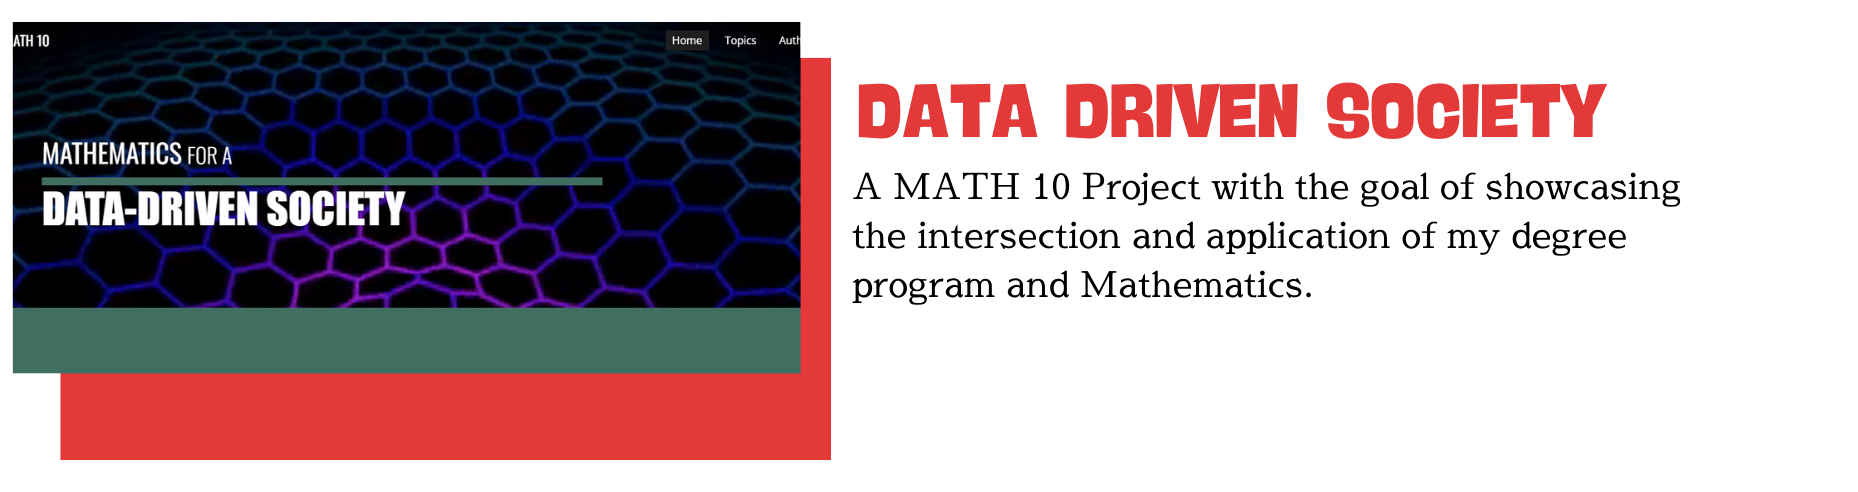 ATH 10
Home Topics Auth
MATHEMATICS FOR A
DATA-DRIVEN SOCIETY
DATA DRIVEN SOCIETY
A MATH 10 Project with the goal of showcasing
the intersection and application of my degree
program and Mathematics.